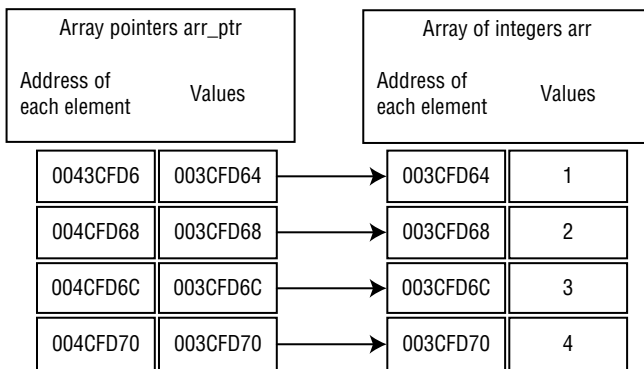 Array pointers arr_ptr
Address of
each element
Values
Array of integers arr
Address of
each element
Values
0043CFD6 003CFD64 003CFD64 1
004CFD68 003CFD68 003CFD68 2
004CFD6C 003CFD6C 003CFD6C 3
004CFD70 003CFD70 003CFD70 4